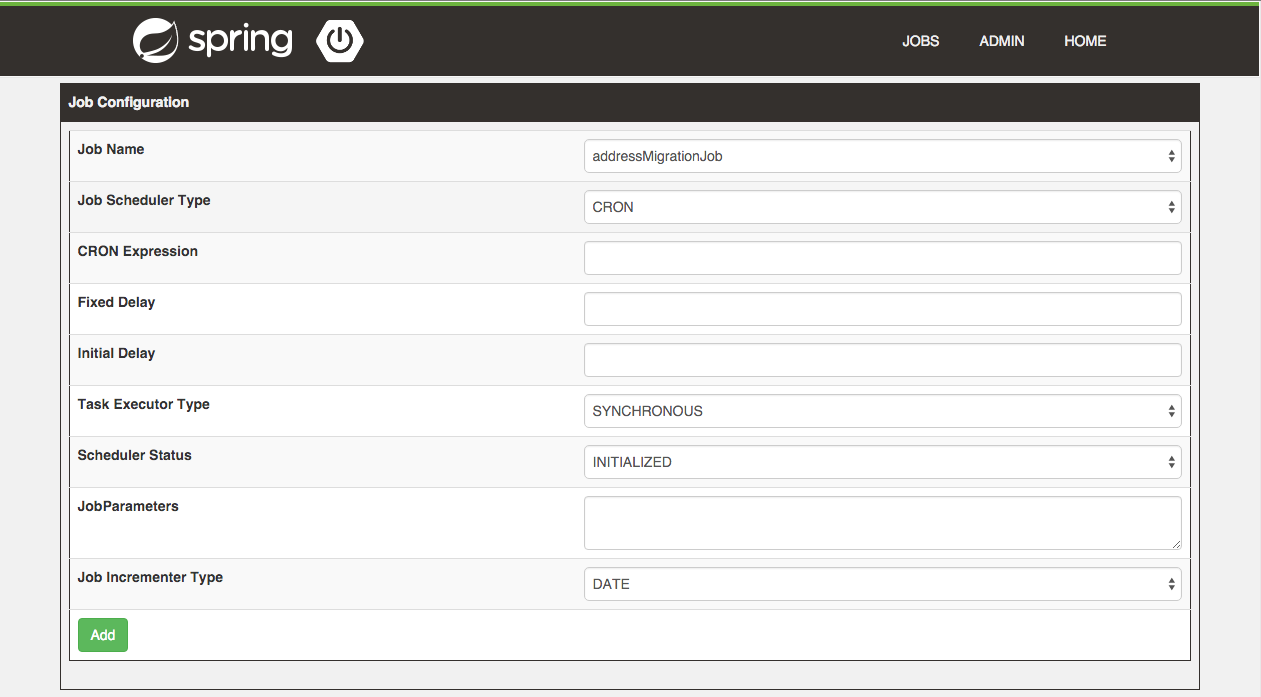 spring
JOBS ADMIN HOME
Job Configuration
Job Name addressMigrationJob
Job Scheduler Type CRON
CRON Expression
Fixed Delay
Initial Delay
Task Executor Type SYNCHRONOUS
Scheduler Status INITIALIZED
JobParameters
Job Incrementer Type DATE
Add